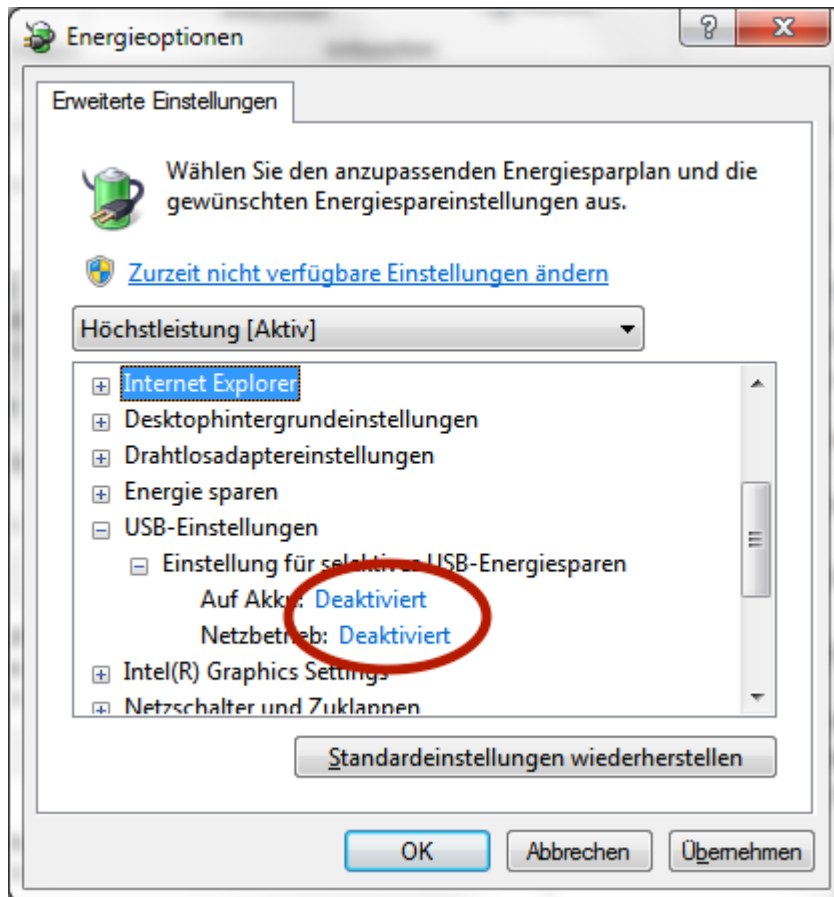 Energieoptionen
Erweiterte Einstellungen
Wählen Sie den anzupassenden Energiesparplan und die
gewünschten Energiespareinstellungen aus.
Zurzeit nicht verfügbare Einstellungen ändern
Höchstleistung [Aktiv]
Internet Explorer
Desktophintergrundeinstellungen
Drahtlosadaptereinstellungen
Energie sparen
USB-Einstellungen
Einstellung für selektives USB-Energiesparen
Auf Akku: Deaktiviert
Netzbetrieb: Deaktiviert
Intel(R) Graphics Settings
Netzschalter und Zuklappen
Standardeinstellungen wiederherstellen
OK Abbrechen Übernehmen